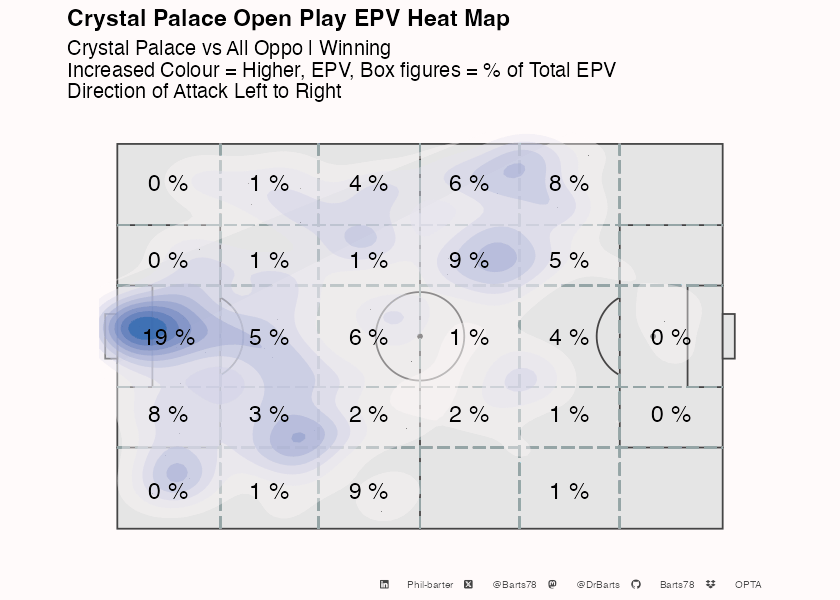 Crystal Palace Open Play EPV Heat Map
Crystal Palace vs All Oppo | Winning
Increased Colour = Higher, EPV, Box figures = % of Total EPV
Direction of Attack Left to Right
0 % 1 % 4 % 6 % 8 %
0 % 1 % 1 % 9 % 5 %
19 % 5 % 6 % 1 % 4 % 0 %
8 % 3 % 2 % 2 % 1 % 0 %
0 % 1 % 9 % 1 %
Phil-barter @Barts78 @DrBarts Barts78 OPTA